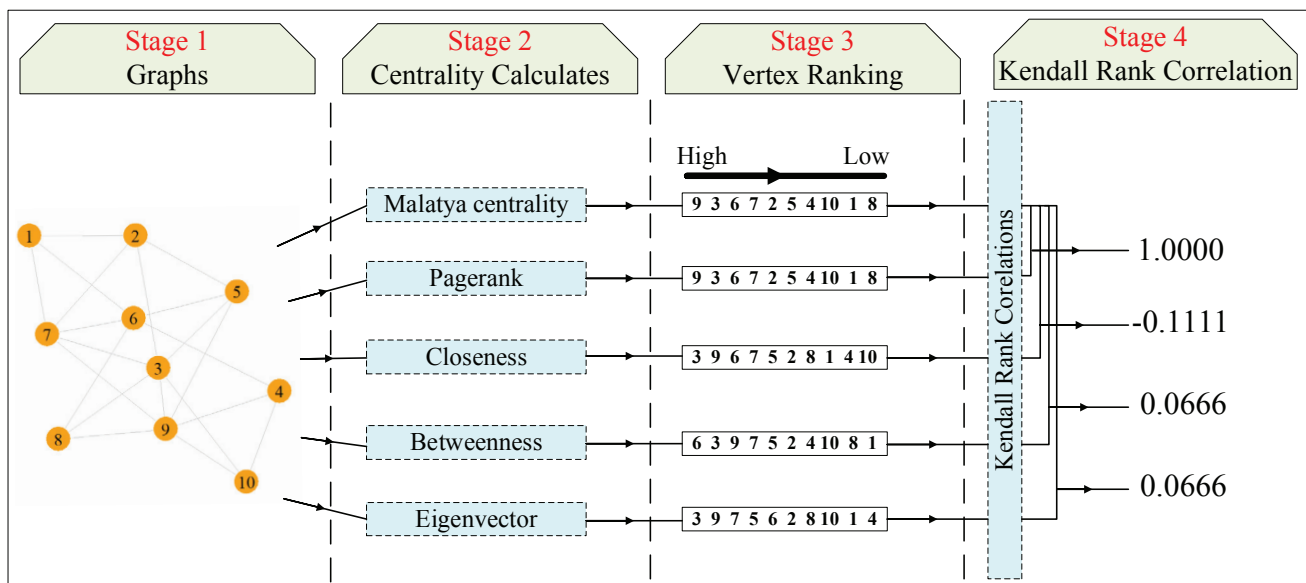 Stage 1
Graphs
Stage 2
Centrality Calculates
Stage 3
Vertex Ranking
Stage 4
Kendall Rank Correlation
High
Low
1
2
5
6
7
3
4
9
8
10
Malatya centrality
9 3 6 7 2 5 4 10 1 8
Pagerank
9 3 6 7 2 5 4 10 1 8
Closeness
3 9 6 7 5 2 8 1 4 10
Betweenness
6 3 9 7 5 2 4 10 8 1
Eigenvector
3 9 7 5 6 2 8 10 1 4
Kendall Rank Corelations
1.0000
-0.1111
0.0666
0.0666